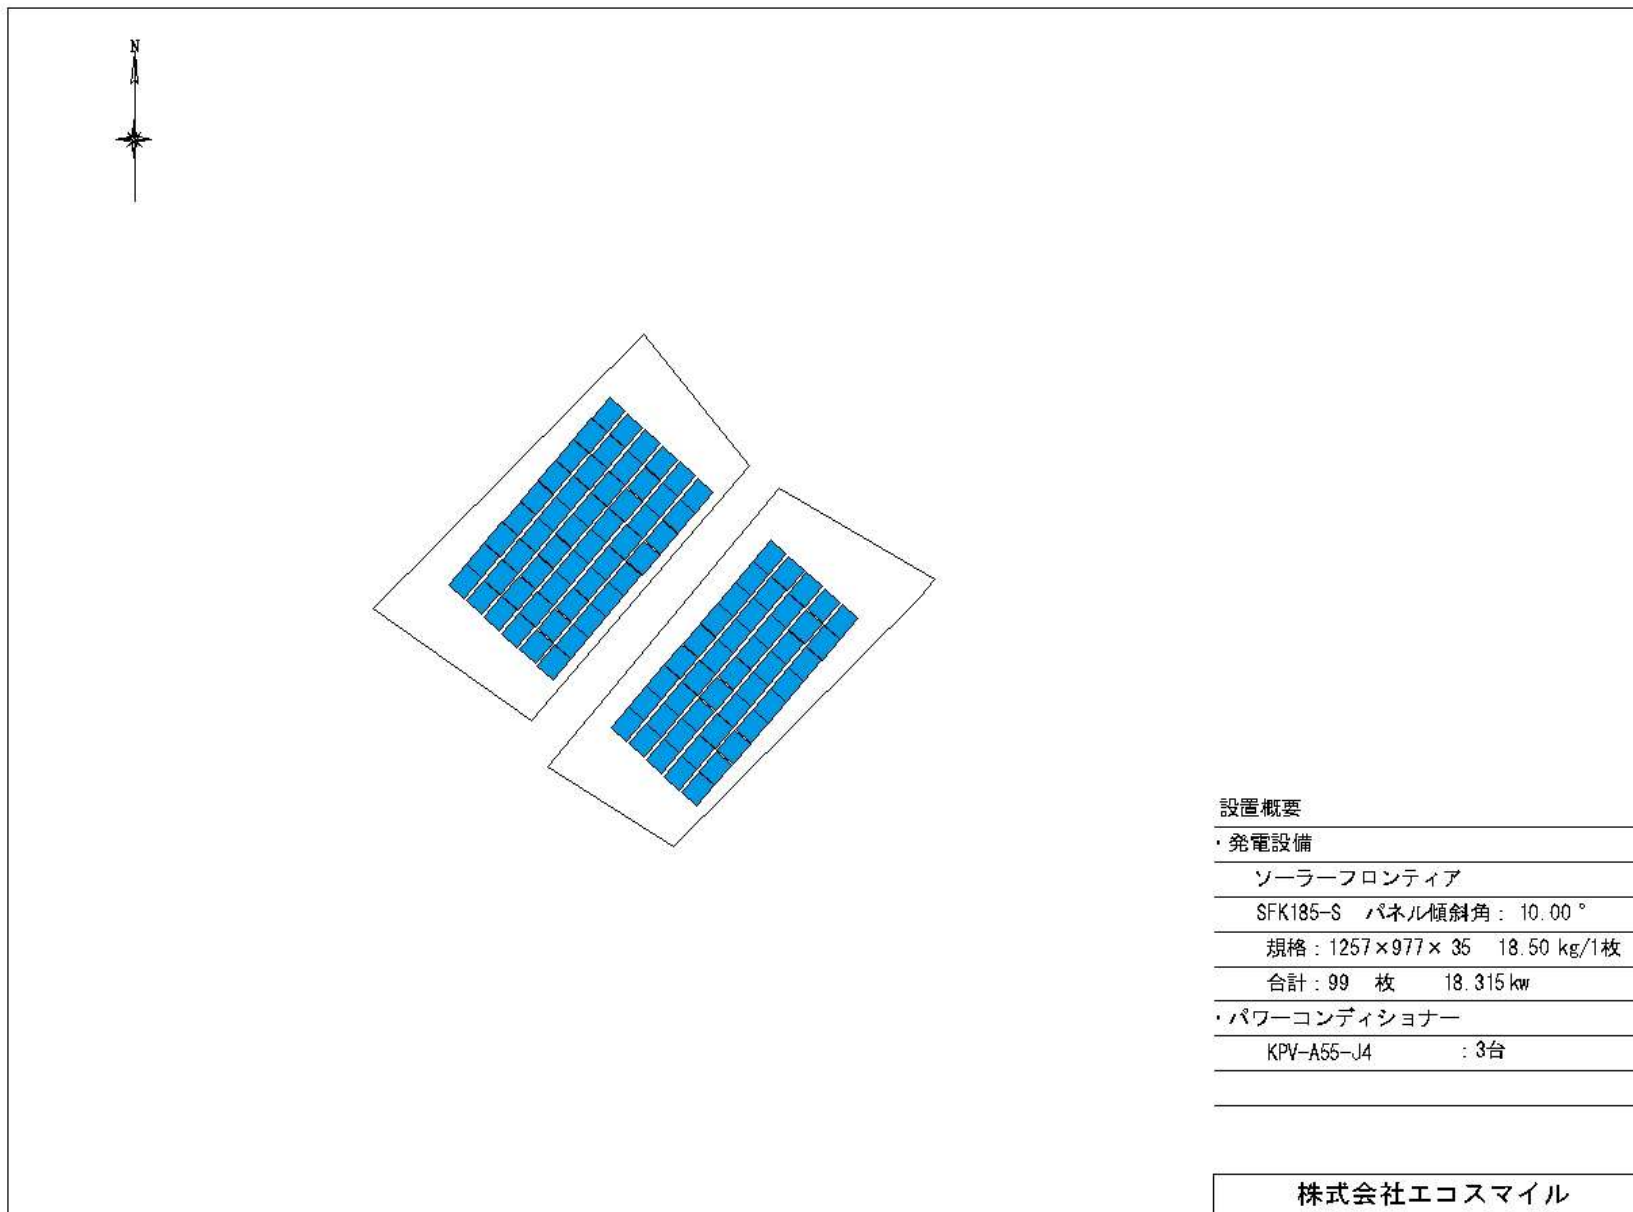 N
設置概要
・発電設備
ソーラーフロンティア
SFK185-S パネル傾斜角： 10.00 °
規格：1257×977× 35 18.50 kg/1枚
合計：99 枚 18.315kw
・パワーコンディショナー
KPV-A55-J4 ：3台
株式会社エコスマイル